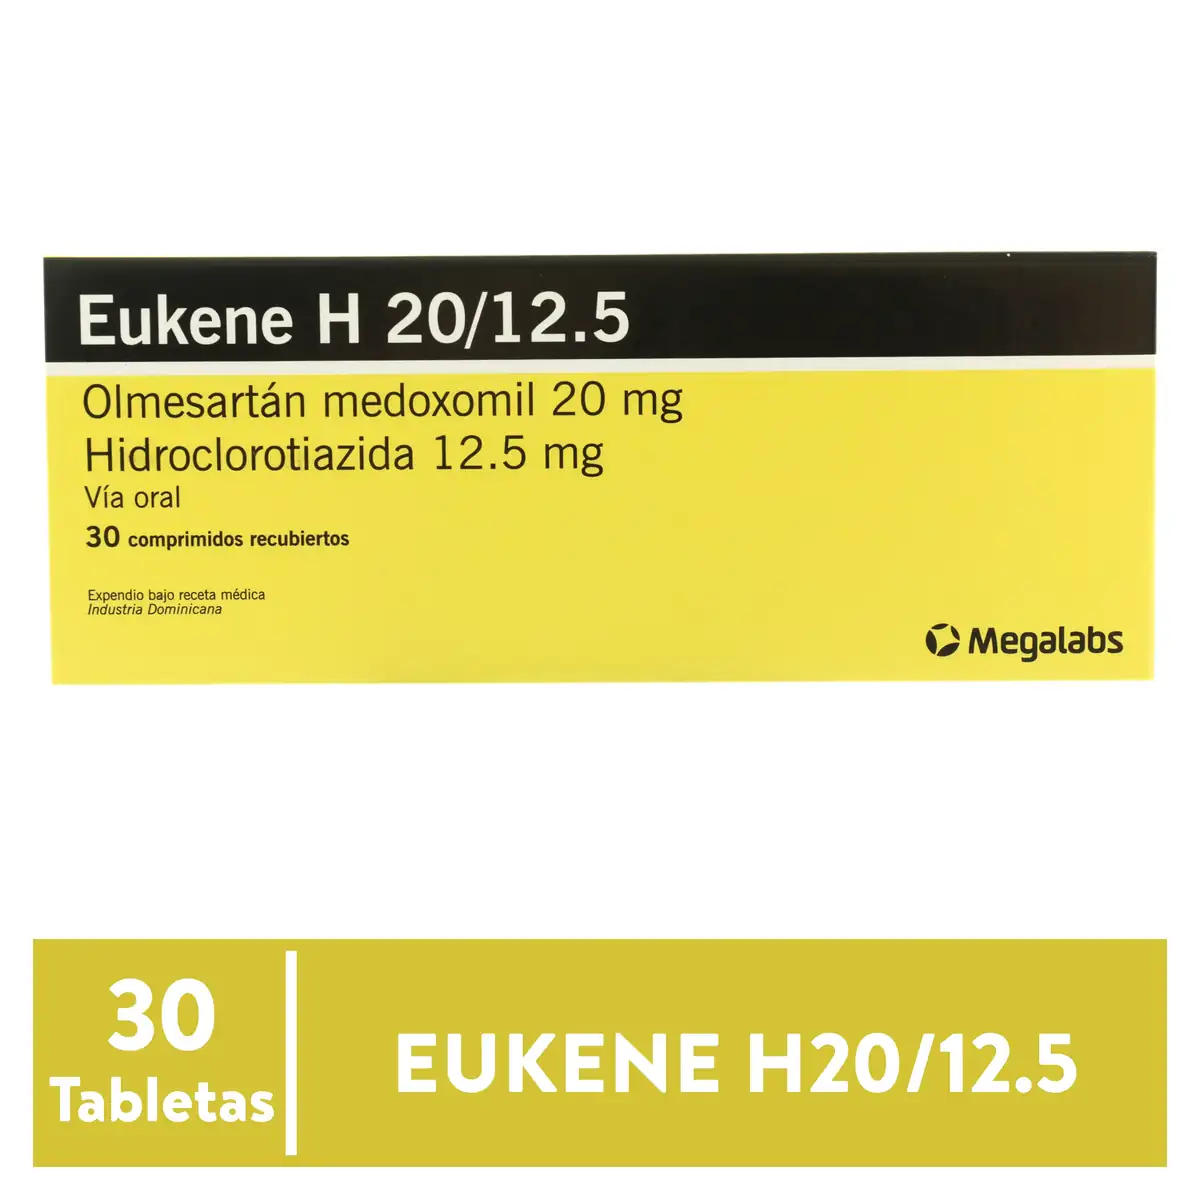 Eukene H 20/12.5
Olmesartán medoxomil 20 mg
Hidroclorotiazida 12.5 mg
Vía oral
30 comprimidos recubiertos
Expendio bajo receta médica
Industria Dominicana
Megalabs
30
Tabletas
EUKENE H20/12.5